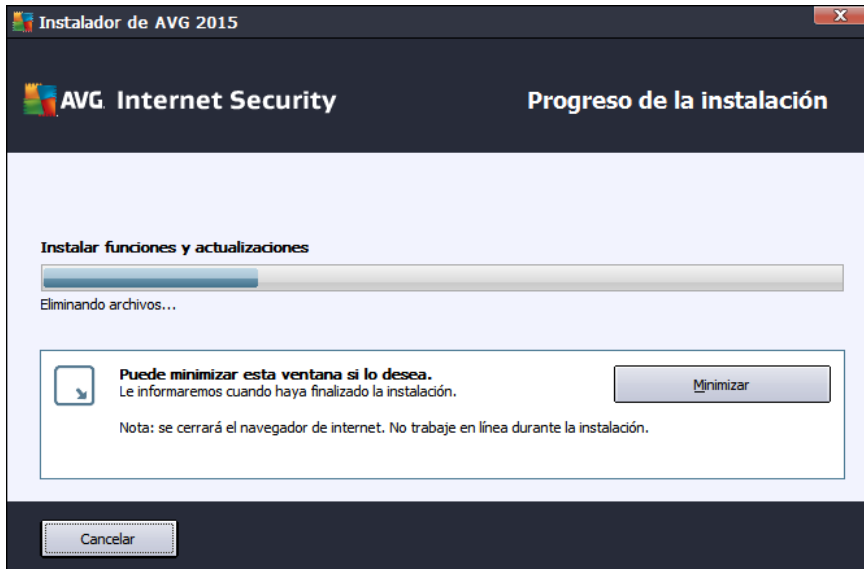 Instalador de AVG 2015
X
AVG Internet Security
Progreso de la instalación
Instalar funciones y actualizaciones
Eliminando archivos...
Puede minimizar esta ventana si lo desea.
Le informaremos cuando haya finalizado la instalación.
Minimizar
Nota: se cerrará el navegador de internet. No trabaje en línea durante la instalación.
Cancelar